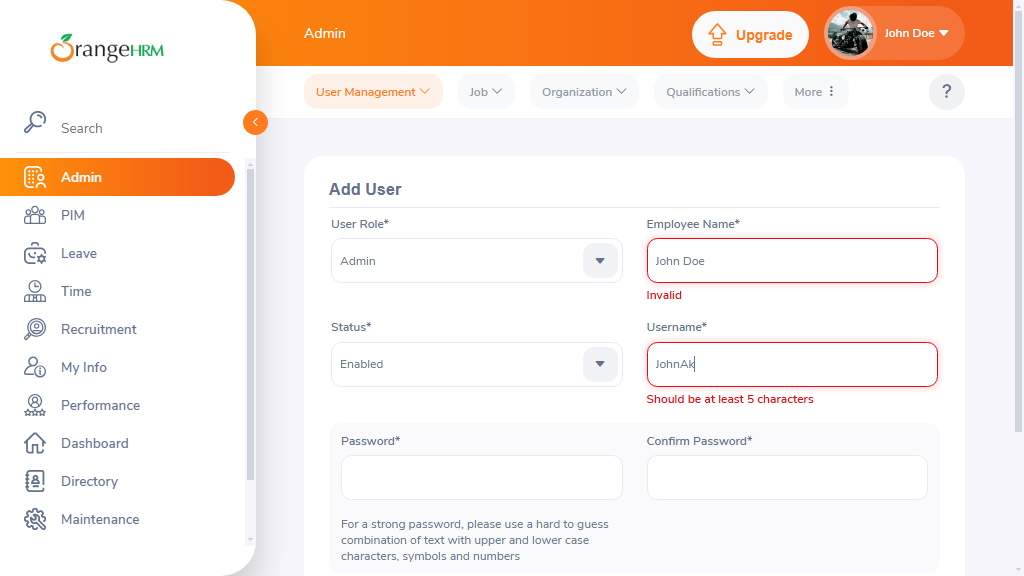 OrangeHRM
Search
Admin
PIM
Leave
Time
Recruitment
My Info
Performance
Dashboard
Directory
Maintenance
Admin
Upgrade
John Doe
User Management
Job
Organization
Qualifications
More
?
Add User
User Role*
Employee Name*
Admin
John Doe
Invalid
Status*
Username*
Enabled
JohnAk
Should be at least 5 characters
Password*
Confirm Password*
For a strong password, please use a hard to guess
combination of text with upper and lower case
characters, symbols and numbers